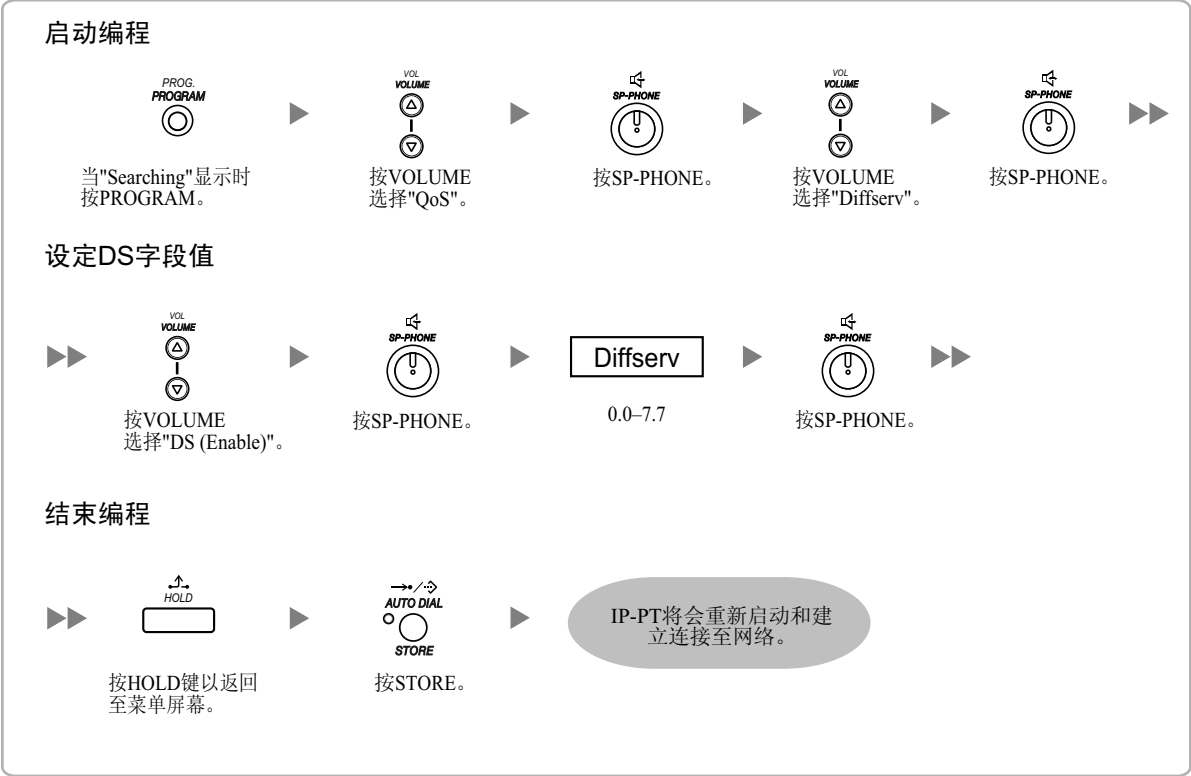 启动编程
PROG.
PROGRAM
VOL
VOLUME
SP-PHONE
VOL
VOLUME
SP-PHONE
当"Searching"显示时
按PROGRAM。
按VOLUME
选择"QoS"。
按SP-PHONE。
按VOLUME
选择"Diffserv"。
按SP-PHONE。
设定DS字段值
VOL
VOLUME
SP-PHONE
Diffserv
SP-PHONE
按VOLUME
选择"DS (Enable)"。
按SP-PHONE。
0.0–7.7
按SP-PHONE。
结束编程
HOLD
AUTO DIAL
STORE
IP-PT将会重新启动和建
立连接至网络。
按HOLD键以返回
至菜单屏幕。
按STORE。